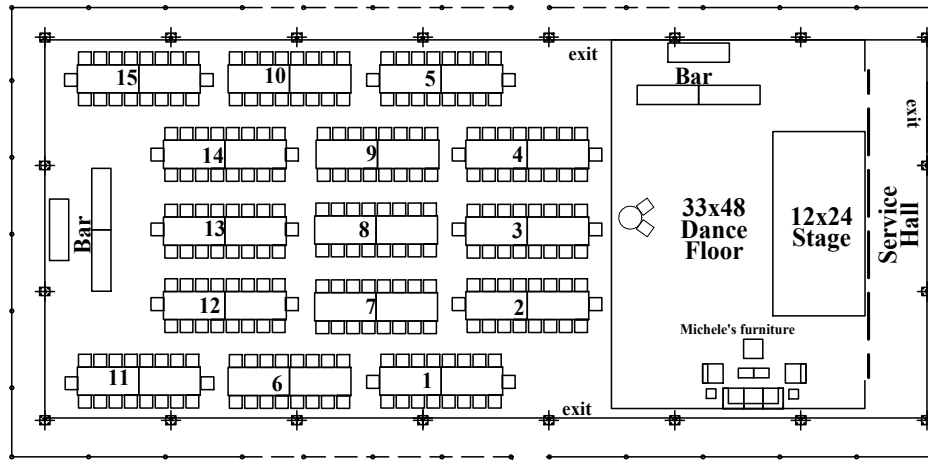 exit
15
10
5
Bar
exit
14
9
4
Bar
13
8
3
33x48
Dance
Floor
12x24
Stage
Service
Hall
12
7
2
Michele's furniture
11
6
1
exit